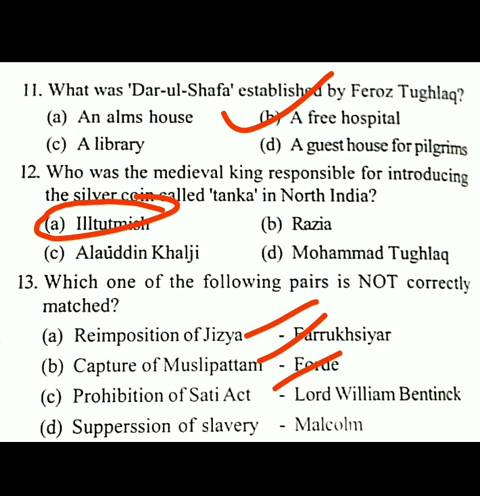 11. What was 'Dar-ul-Shafa' established by Feroz Tughlaq?
(a) An alms house (b) A free hospital
(c) A library (d) A guest house for pilgrims
12. Who was the medieval king responsible for introducing
the silver coin called 'tanka' in North India?
(a) Illtutmish (b) Razia
(c) Alaüddin Khalji (d) Mohammad Tughlaq
13. Which one of the following pairs is NOT correctly
matched?
(a) Reimposition of Jizya - Farrukhsiyar
(b) Capture of Muslipattam - Forde
(c) Prohibition of Sati Act - Lord William Bentinck
(d) Supperssion of slavery - Malcolm